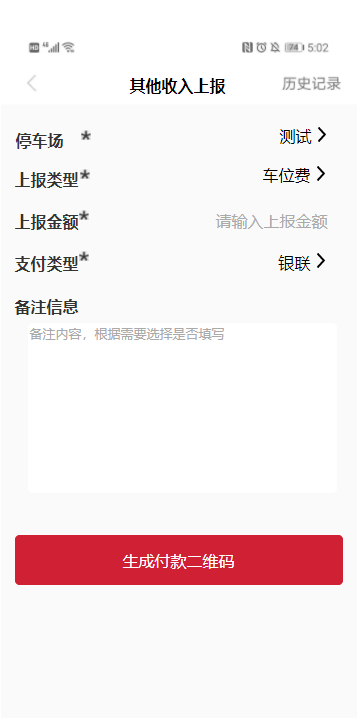 HD 4G 24 5:02
其他收入上报 历史记录
停车场 * 测试
上报类型* 车位费
上报金额* 请输入上报金额
支付类型* 银联
备注信息
备注内容，根据需要选择是否填写
生成付款二维码